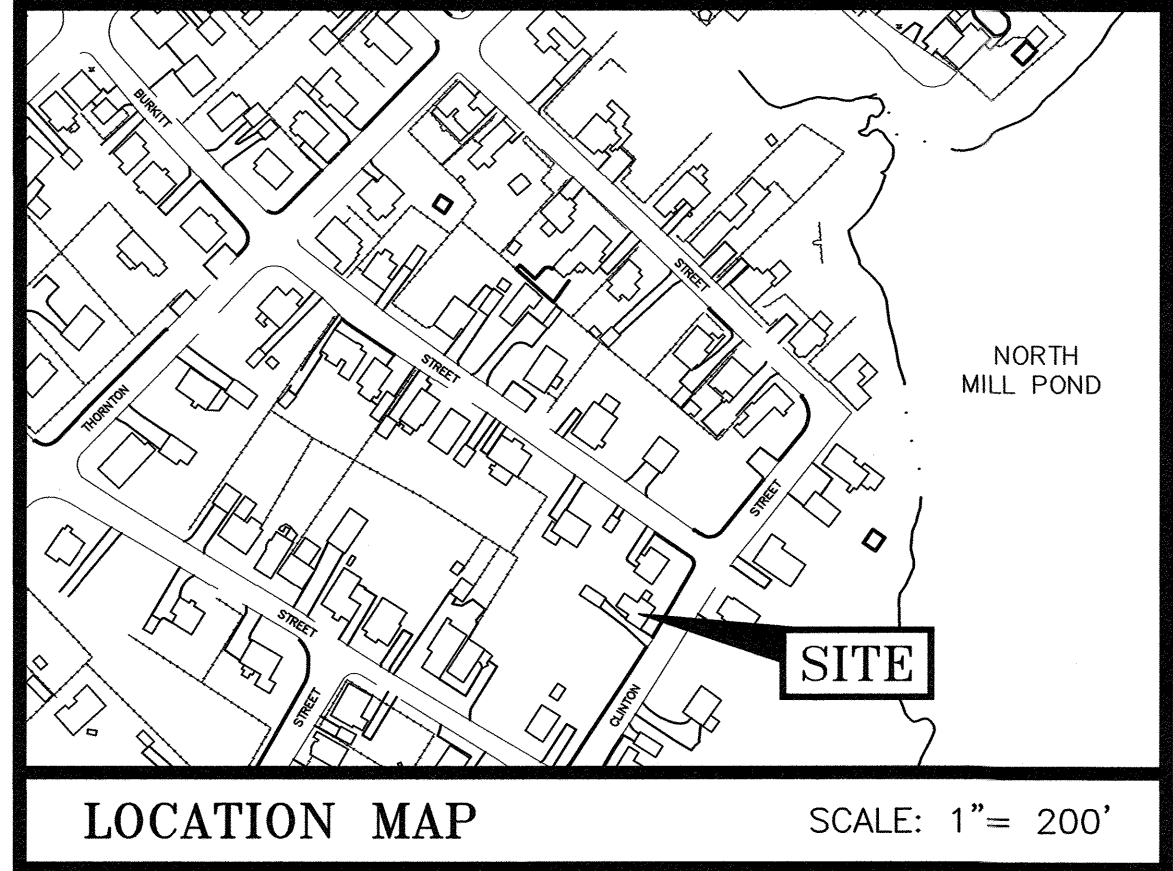 BURKITT
STREET
NORTH
MILL POND
STREET
THORNTON
STREET
STREET
STREET
CLINTON
SITE
LOCATION MAP
SCALE: 1"= 200'